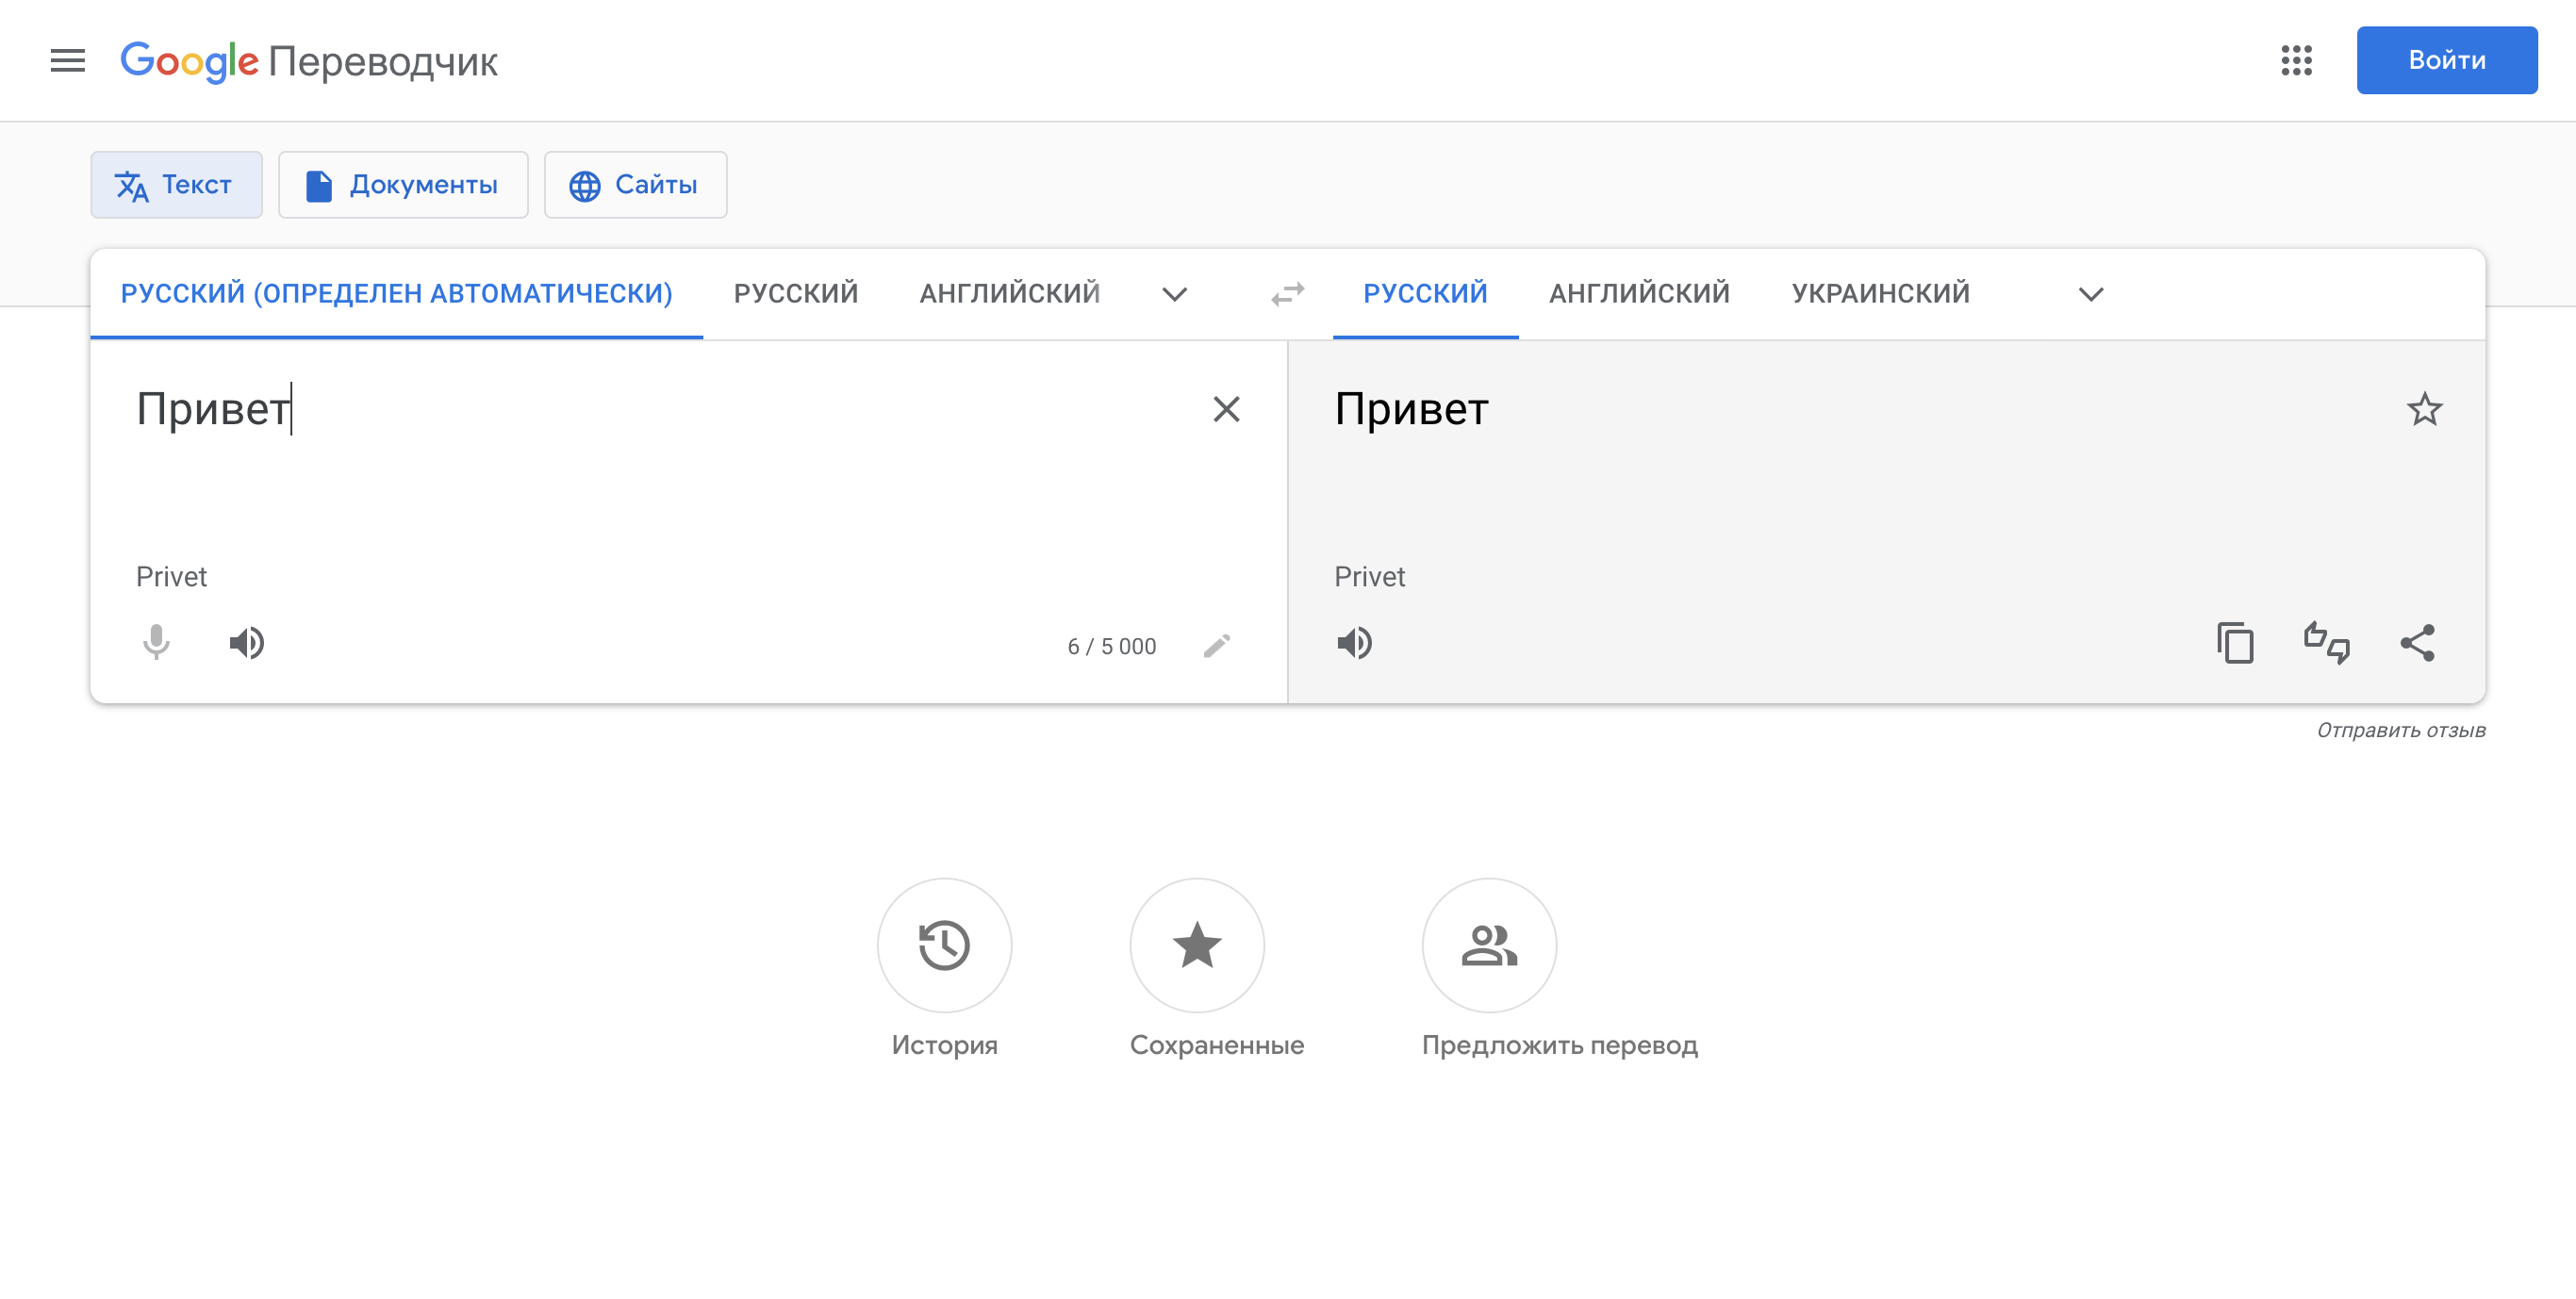 Google Переводчик
Войти
Текст
Документы
Сайты
РУССКИЙ (ОПРЕДЕЛЕН АВТОМАТИЧЕСКИ)
РУССКИЙ
АНГЛИЙСКИЙ
РУССКИЙ
АНГЛИЙСКИЙ
УКРАИНСКИЙ
Привет
Privet
6 / 5 000
Привет
Privet
Отправить отзыв
История
Сохраненные
Предложить перевод